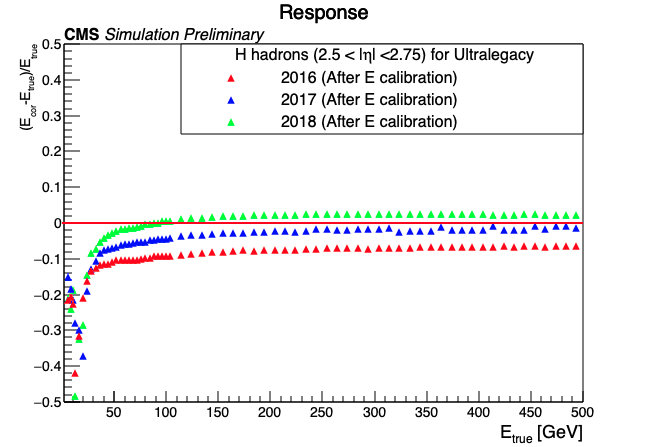 Response
CMS Simulation Preliminary
(E_cor-E_true)/E_true
H hadrons (2.5 < |η| <2.75) for Ultralegacy
2016 (After E calibration)
2017 (After E calibration)
2018 (After E calibration)
0.5
0.4
0.3
0.2
0.1
0
−0.1
−0.2
−0.3
−0.4
−0.5
50 100 150 200 250 300 350 400 450 500
E_true [GeV]